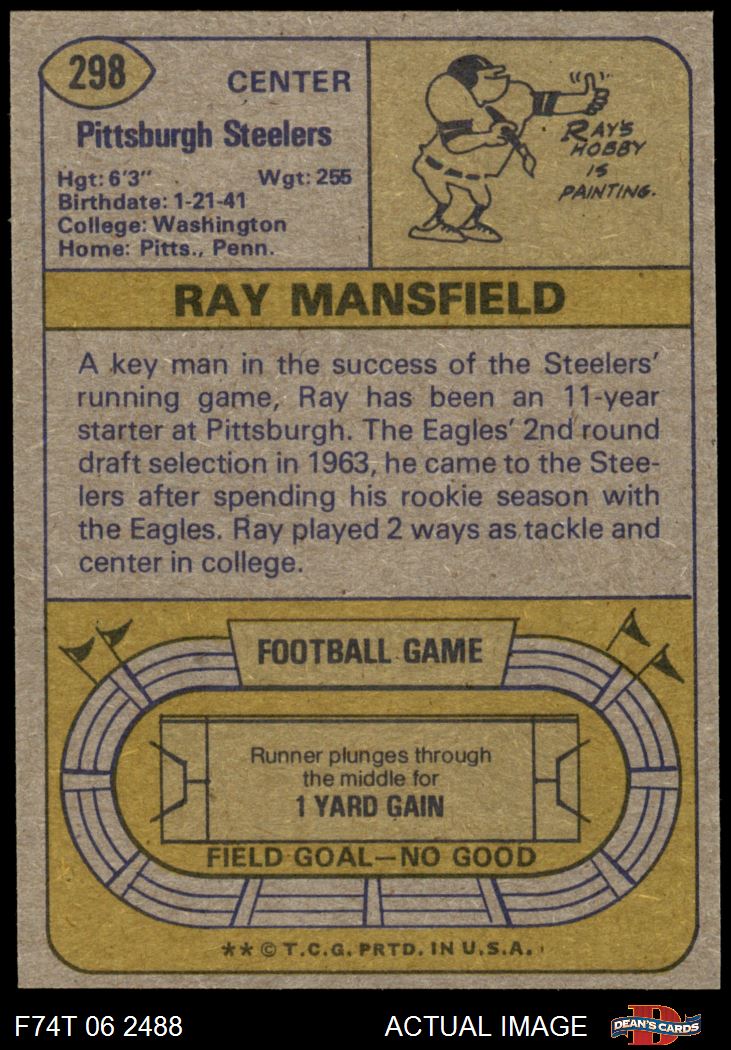 298
CENTER
Pittsburgh Steelers
Hgt: 6'3" Wgt: 255
Birthdate: 1-21-41
College: Washington
Home: Pitts., Penn.
RAY'S
HOBBY
IS
PAINTING.
RAY MANSFIELD
A key man in the success of the Steelers'
running game, Ray has been an 11-year
starter at Pittsburgh. The Eagles' 2nd round
draft selection in 1963, he came to the Stee-
lers after spending his rookie season with
the Eagles. Ray played 2 ways as tackle and
center in college.
FOOTBALL GAME
Runner plunges through
the middle for
1 YARD GAIN
FIELD GOAL—NO GOOD
** © T.C.G. PRTD. IN U.S.A.
F74T 06 2488 ACTUAL IMAGE
DEAN'S CARDS